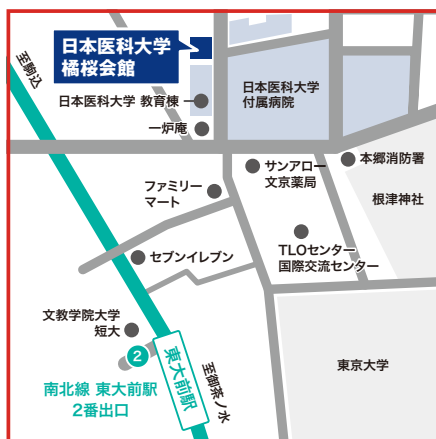 日本医科大学
橘桜会館
至駒込
日本医科大学 教育棟
日本医科大学
付属病院
一炉庵
サンアロー
文京薬局
本郷消防署
ファミリー
マート
根津神社
セブンイレブン
TLOセンター
国際交流センター
文教学院大学
短大
2
南北線 東大前駅
2番出口
東大前駅
至御茶ノ水
東京大学